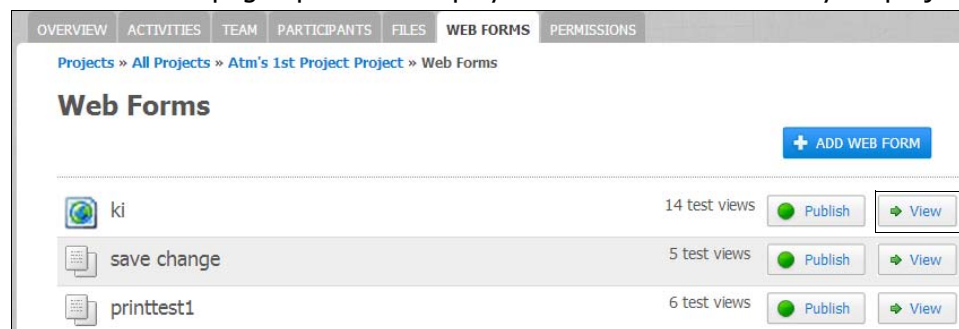 OVERVIEW ACTIVITIES TEAM PARTICIPANTS FILES WEB FORMS PERMISSIONS
Projects » All Projects » Atm's 1st Project Project » Web Forms
Web Forms
+ ADD WEB FORM
ki 14 test views Publish View
save change 5 test views Publish View
printtest1 6 test views Publish View